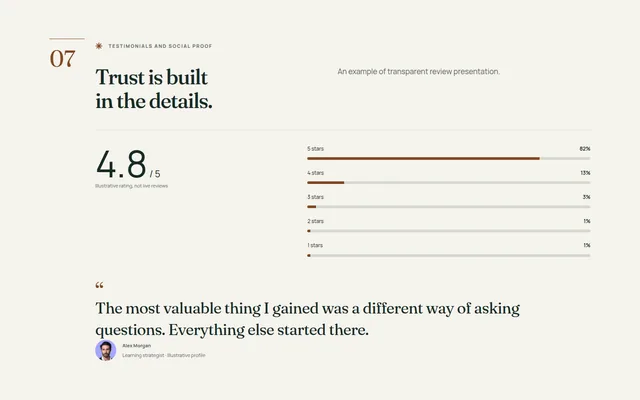 07
TESTIMONIALS AND SOCIAL PROOF
Trust is built
in the details.
An example of transparent review presentation.
4.8 / 5
Illustrative rating, not live reviews
5 stars 82%
4 stars 13%
3 stars 3%
2 stars 1%
1 stars 1%
“
The most valuable thing I gained was a different way of asking
questions. Everything else started there.
Alex Morgan
Learning strategist · Illustrative profile